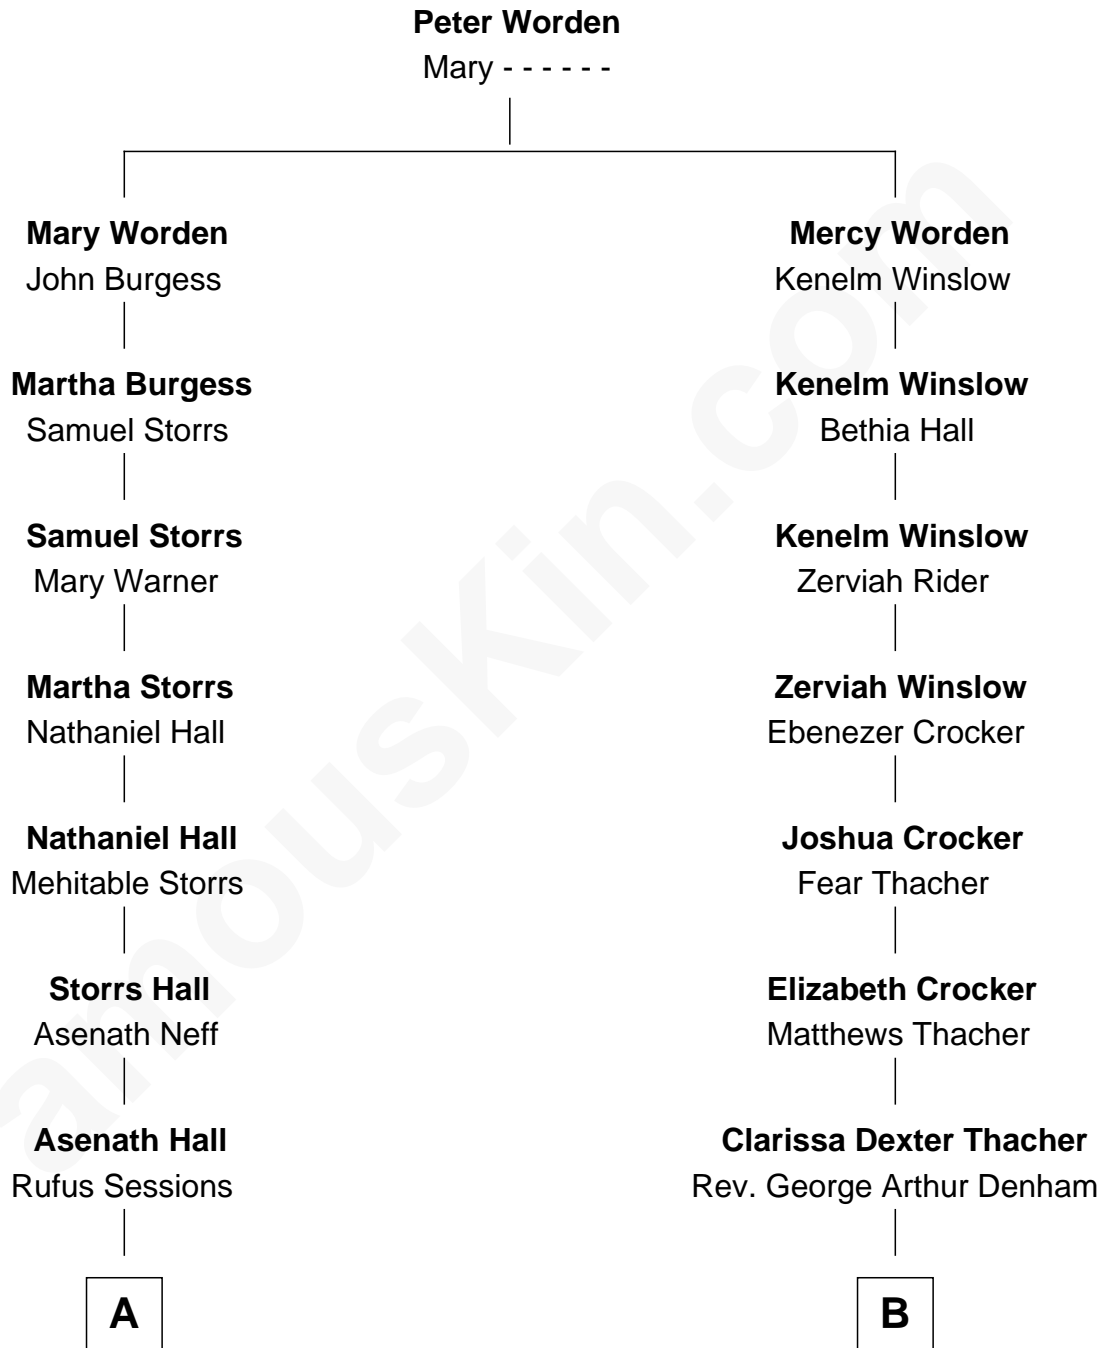 Peter Worden
Mary - - - - - -
Mary Worden
John Burgess
Mercy Worden
Kenelm Winslow
Martha Burgess
Samuel Storrs
Kenelm Winslow
Bethia Hall
Samuel Storrs
Mary Warner
Kenelm Winslow
Zerviah Rider
Martha Storrs
Nathaniel Hall
Zerviah Winslow
Ebenezer Crocker
Nathaniel Hall
Mehitable Storrs
Joshua Crocker
Fear Thacher
Storrs Hall
Asenath Neff
Elizabeth Crocker
Matthews Thacher
Asenath Hall
Rufus Sessions
Clarissa Dexter Thacher
Rev. George Arthur Denham
A
B
amouskin.com